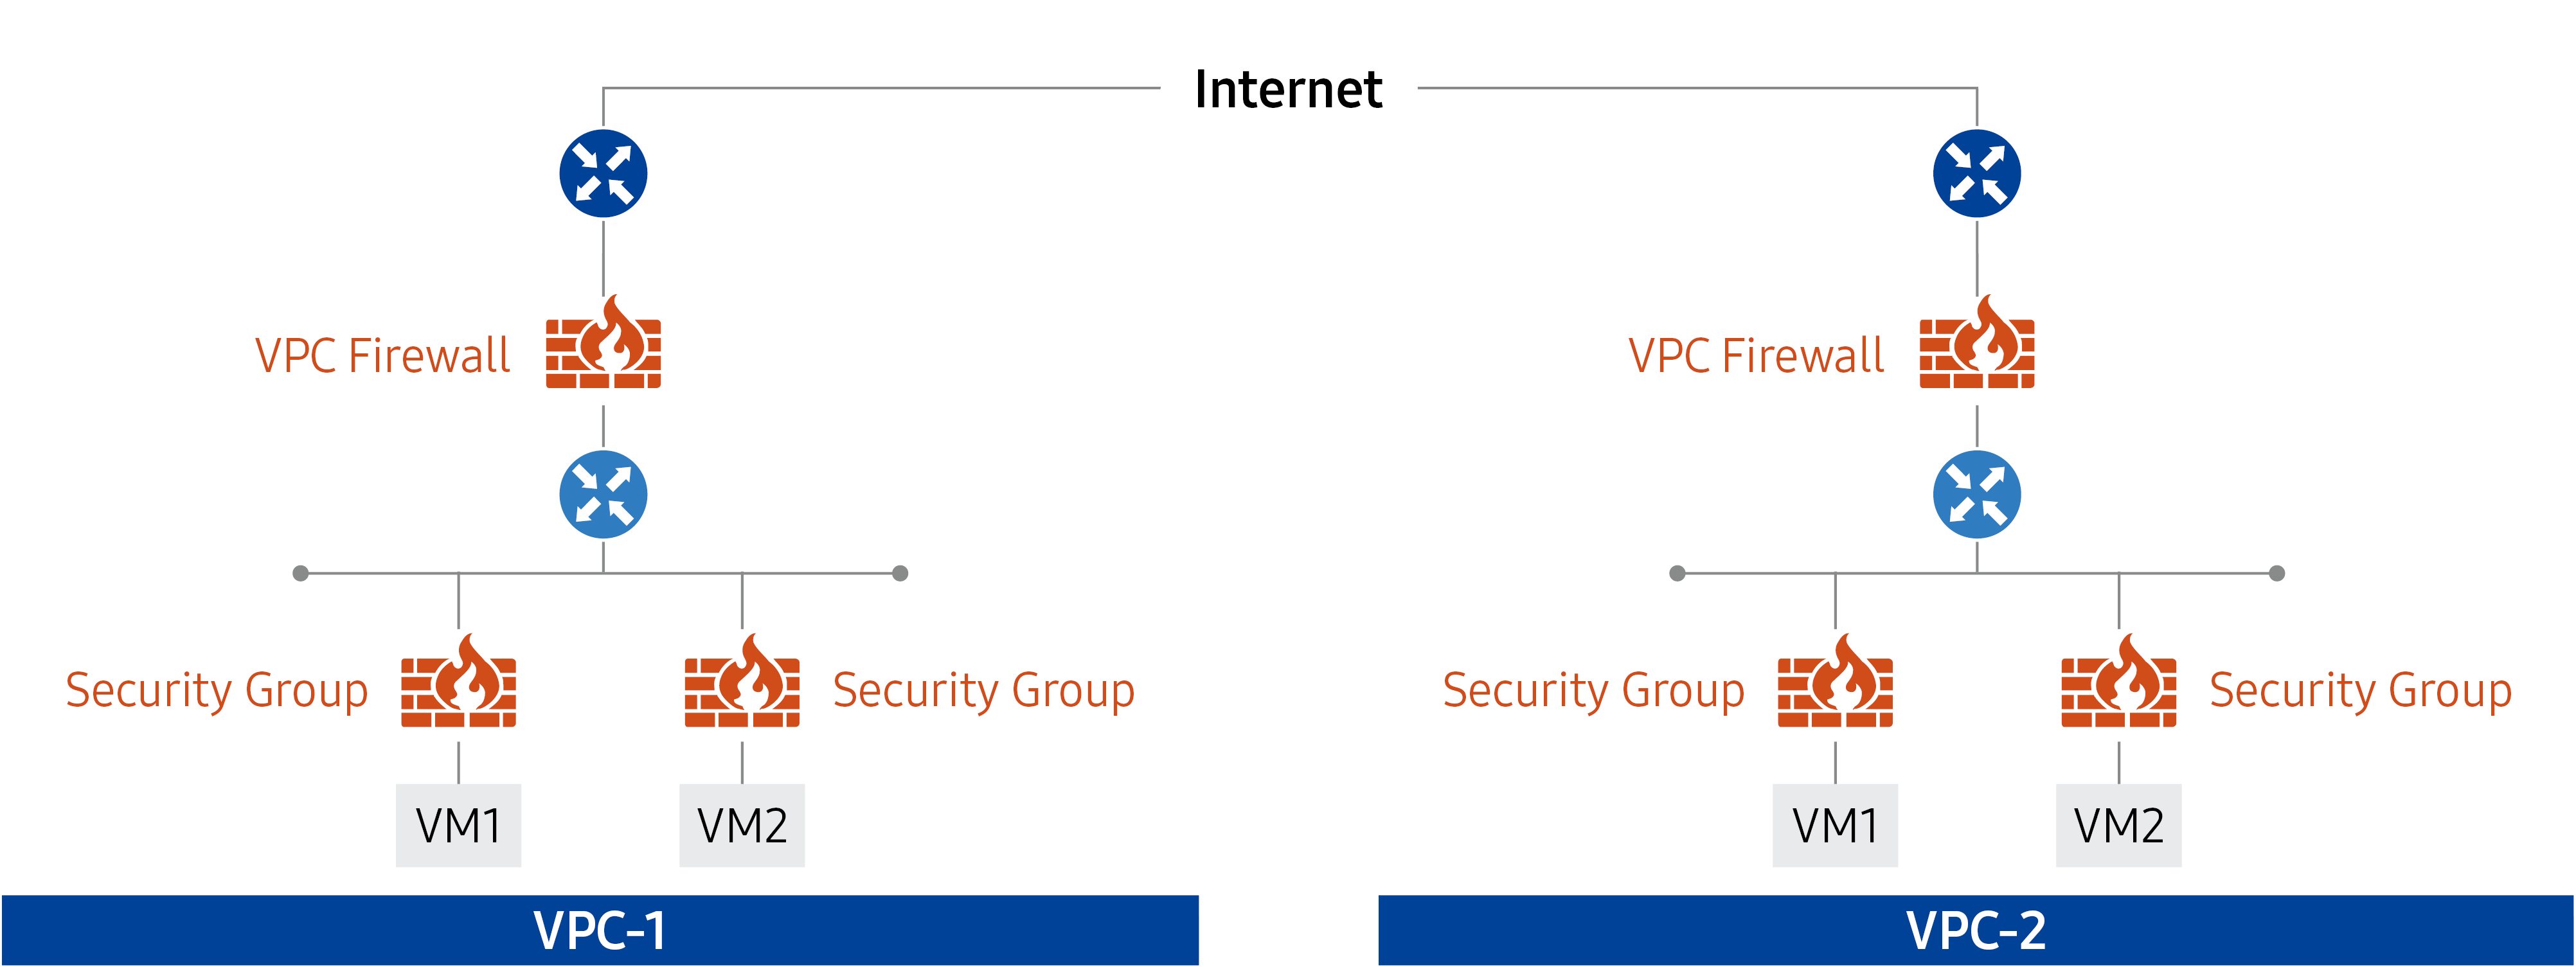 Internet
VPC Firewall
VPC Firewall
Security Group
Security Group
Security Group
Security Group
VM1
VM2
VM1
VM2
VPC-1
VPC-2